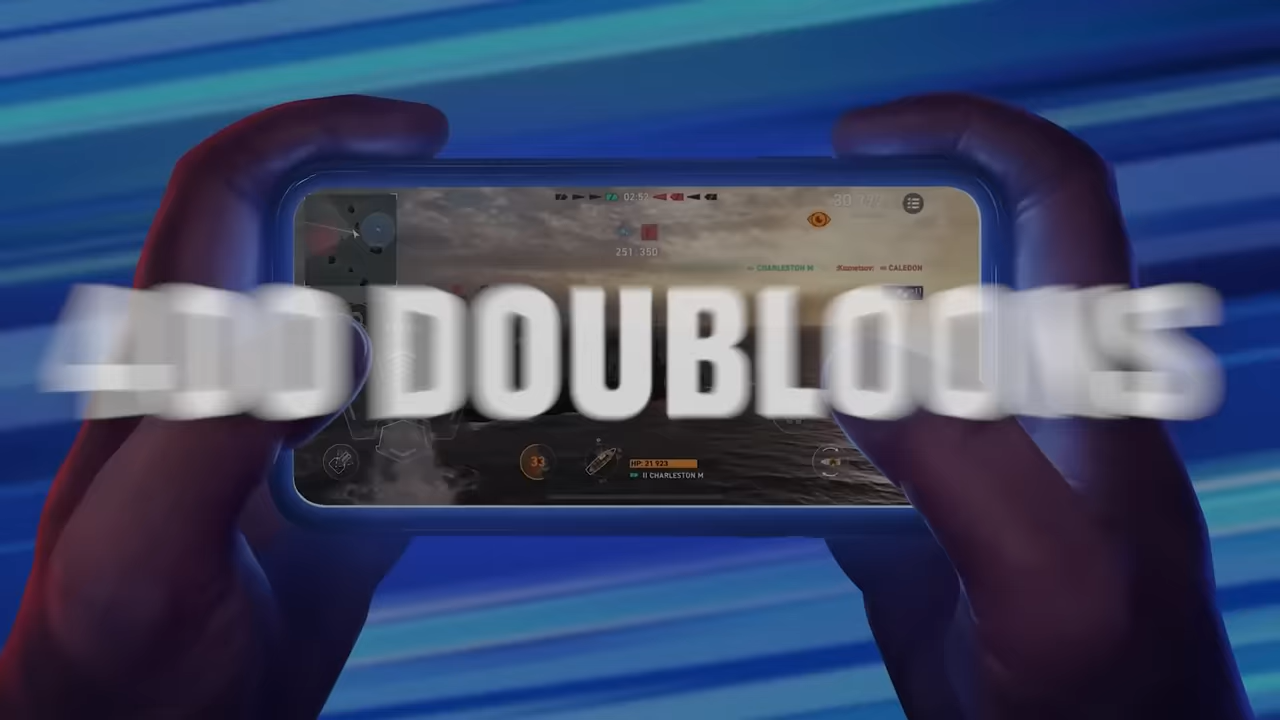 02:52
251 350
CHARLESTON M
CALEDON
DOUBLOONS
33
HP: 21 923
II CHARLESTON M